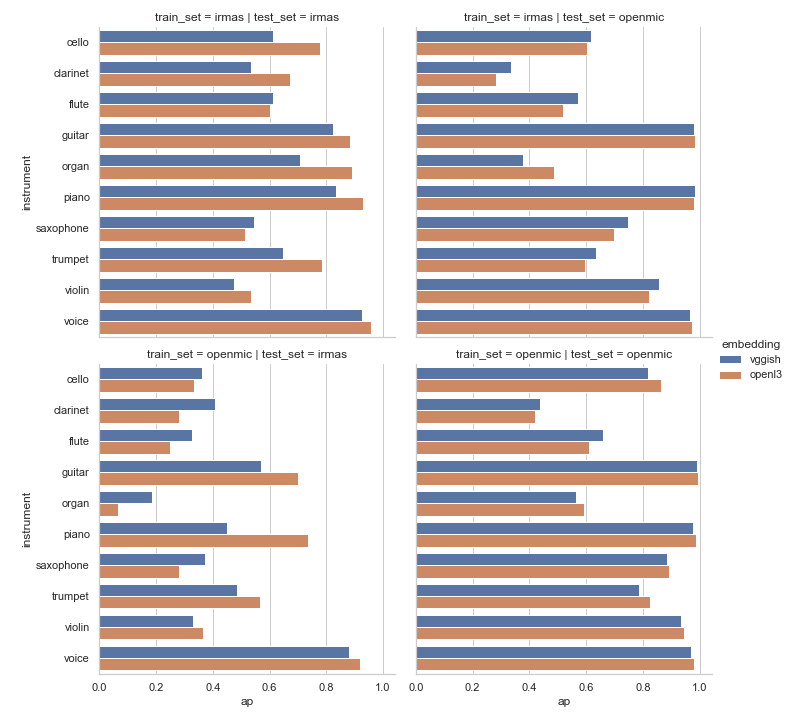 train_set = irmas | test_set = irmas
train_set = irmas | test_set = openmic
cello
clarinet
flute
guitar
organ
piano
saxophone
trumpet
violin
voice
instrument
train_set = openmic | test_set = irmas
train_set = openmic | test_set = openmic
cello
clarinet
flute
guitar
organ
piano
saxophone
trumpet
violin
voice
instrument
0.0 0.2 0.4 0.6 0.8 1.0
ap
0.0 0.2 0.4 0.6 0.8 1.0
ap
embedding
vggish
openl3